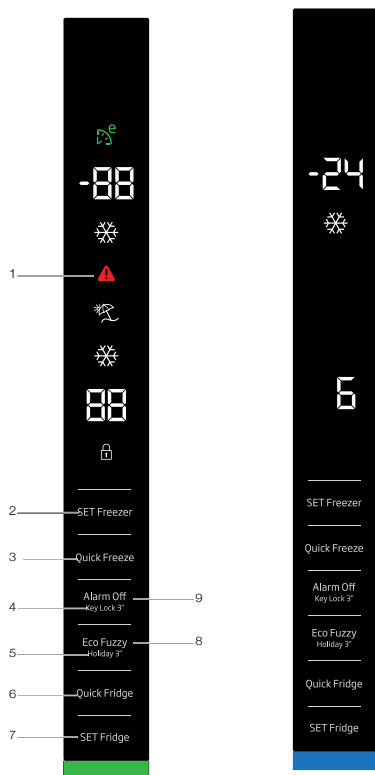 e
-88
1
88
2
SET Freezer
3
Quick Freeze
4
Alarm Off
Key Lock 3"
9
5
Eco Fuzzy
Holiday 3"
8
6
Quick Fridge
7
SET Fridge
-24
6
SET Freezer
Quick Freeze
Alarm Off
Key Lock 3"
Eco Fuzzy
Holiday 3"
Quick Fridge
SET Fridge